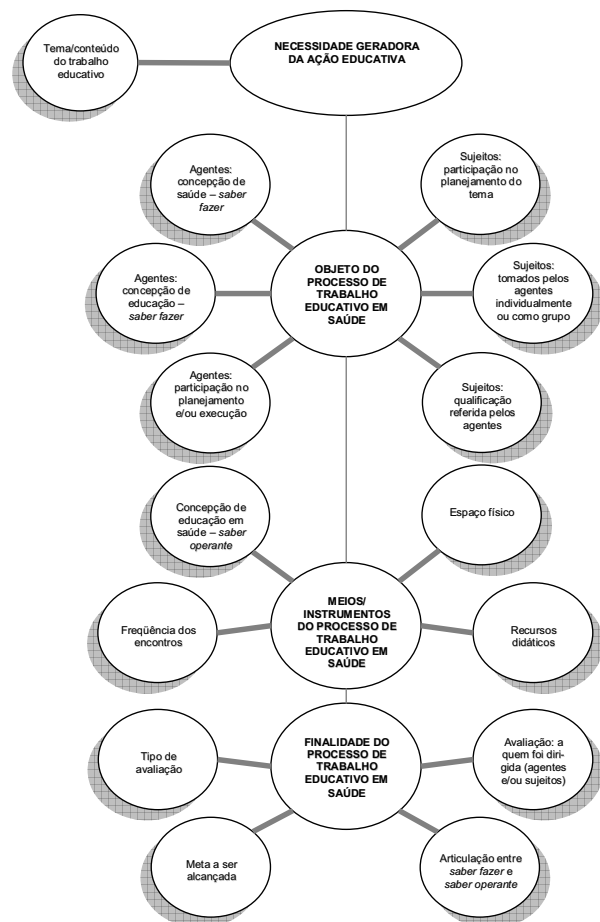 NECESSIDADE GERADORA
DA AÇÃO EDUCATIVA
Tema/conteúdo
do trabalho
educativo
Agentes:
concepção de
saúde – saber
fazer
Sujeitos:
participação no
planejamento do
tema
Agentes:
concepção de
educação –
saber fazer
OBJETO DO
PROCESSO DE
TRABALHO
EDUCATIVO EM
SAÚDE
Sujeitos:
tomados pelos
agentes
individualmente
ou como grupo
Agentes:
participação no
planejamento
e/ou execução
Sujeitos:
qualificação
referida pelos
agentes
Concepção de
educação em
saúde – saber
operante
Espaço físico
Freqüência dos
encontros
MEIOS/
INSTRUMENTOS
DO PROCESSO DE
TRABALHO
EDUCATIVO EM
SAÚDE
Recursos
didáticos
Tipo de
avaliação
FINALIDADE DO
PROCESSO DE
TRABALHO
EDUCATIVO EM
SAÚDE
Avaliação: a
quem foi diri-
gida (agentes
e/ou sujeitos)
Meta a ser
alcançada
Articulação entre
saber fazer e
saber operante